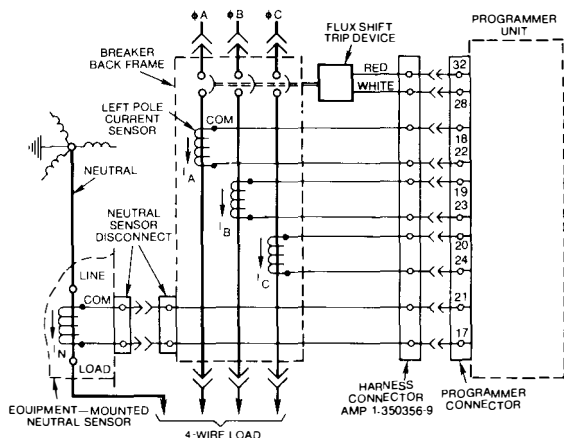 φA φB φC
FLUX SHIFT
TRIP DEVICE
PROGRAMMER
UNIT
BREAKER
BACK FRAME
RED
32
WHITE
28
LEFT POLE
CURRENT
SENSOR
COM
18
22
I A
19
NEUTRAL
23
I B
NEUTRAL
SENSOR
DISCONNECT
20
24
I C
LINE
COM
21
17
I N
LOAD
HARNESS
CONNECTOR
AMP 1-350356-9
PROGRAMMER
CONNECTOR
EQUIPMENT—MOUNTED
NEUTRAL SENSOR
4-WIRE LOAD